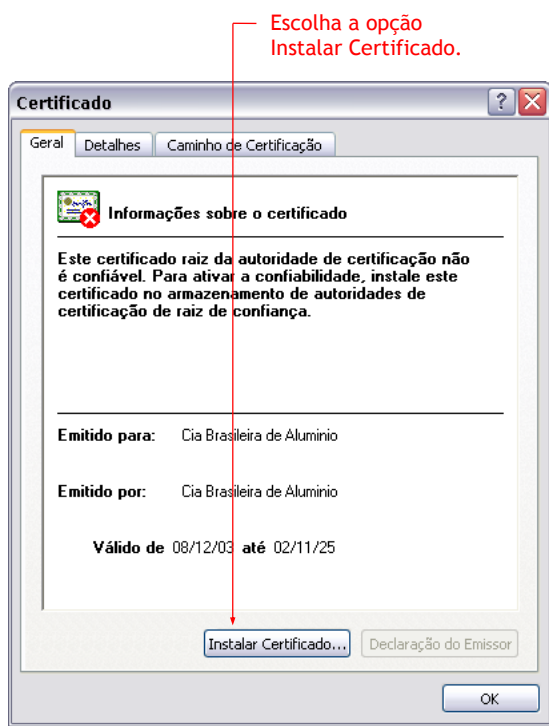 Escolha a opção
Instalar Certificado.
Certificado
Geral
Detalhes
Caminho de Certificação
Informações sobre o certificado
Este certificado raiz da autoridade de certificação não
é confiável. Para ativar a confiabilidade, instale este
certificado no armazenamento de autoridades de
certificação de raiz de confiança.
Emitido para: Cia Brasileira de Aluminio
Emitido por: Cia Brasileira de Aluminio
Válido de 08/12/03 até 02/11/25
Instalar Certificado...
Declaração do Emissor
OK